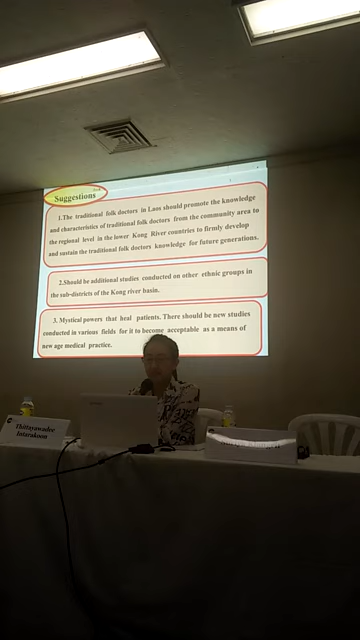 Suggestions
1.The traditional folk doctors in Laos should promote the knowledge
and characteristics of traditional folk doctors from the community area to
the regional level in the lower Kong River countries to firmly develop
and sustain the traditional folk doctors knowledge for future generations.
2.Should be additional studies conducted on other ethnic groups in
the sub-districts of the Kong river basin.
3. Mystical powers that heal patients. There should be new studies
conducted in various fields for it to become acceptable as a means of
new age medical practice.
Thittayawadee
Intarakoon